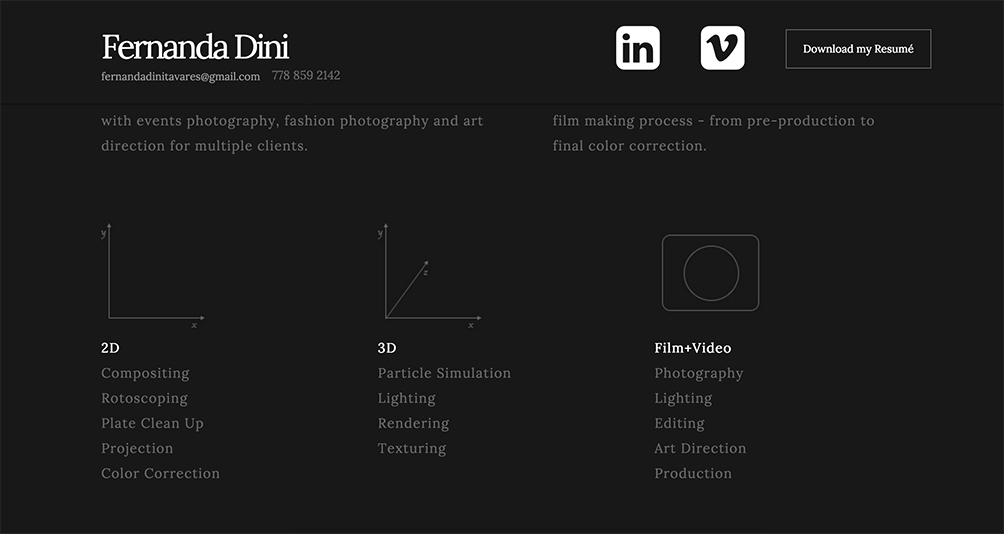 Fernanda Dini
fernandadinitavares@gmail.com 778 859 2142
in
v
Download my Resumé
with events photography, fashion photography and art
direction for multiple clients.
film making process - from pre-production to
final color correction.
y
x
y
z
x
2D
Compositing
Rotoscoping
Plate Clean Up
Projection
Color Correction
3D
Particle Simulation
Lighting
Rendering
Texturing
Film+Video
Photography
Lighting
Editing
Art Direction
Production